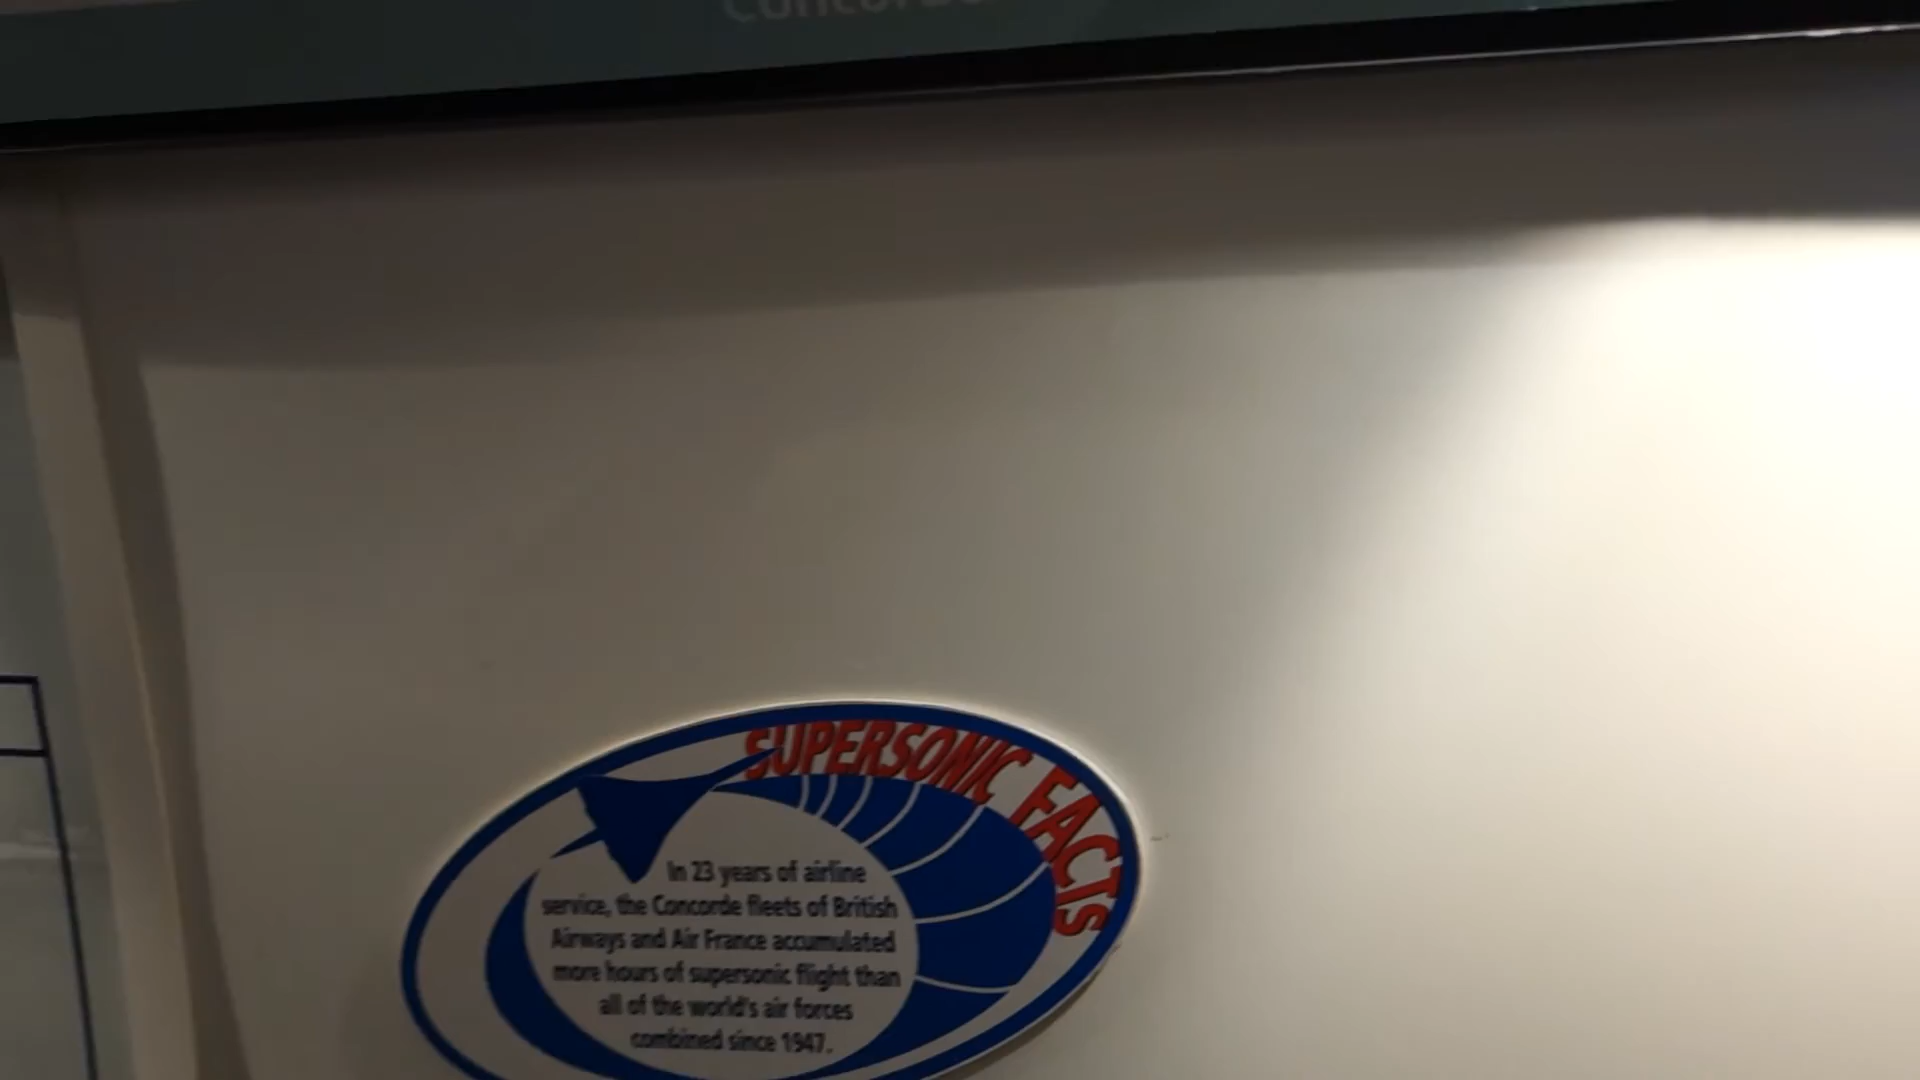 Concorde
SUPERSONIC FACTS
In 23 years of airline
service, the Concorde fleets of British
Airways and Air France accumulated
more hours of supersonic flight than
all of the world's air forces
combined since 1947.